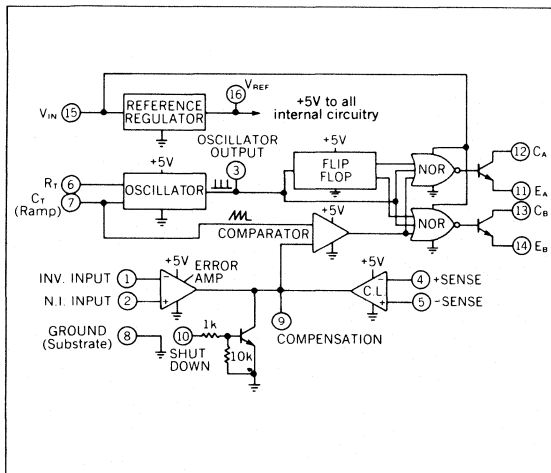 V_REF
16
+5V to all
internal circuitry
V_IN 15
REFERENCE
REGULATOR
OSCILLATOR
OUTPUT
3
+5V
+5V
12 C_A
R_T 6
OSCILLATOR
FLIP
FLOP
NOR
11 E_A
C_T 7
(Ramp)
13 C_B
+5V
NOR
COMPARATOR
14 E_B
+5V
ERROR
AMP
+5V
INV. INPUT 1
−
C.L.
−
4 +SENSE
N.I. INPUT 2
+
+
5 −SENSE
9
COMPENSATION
GROUND 8
(Substrate)
10 1k
SHUT
DOWN
10k